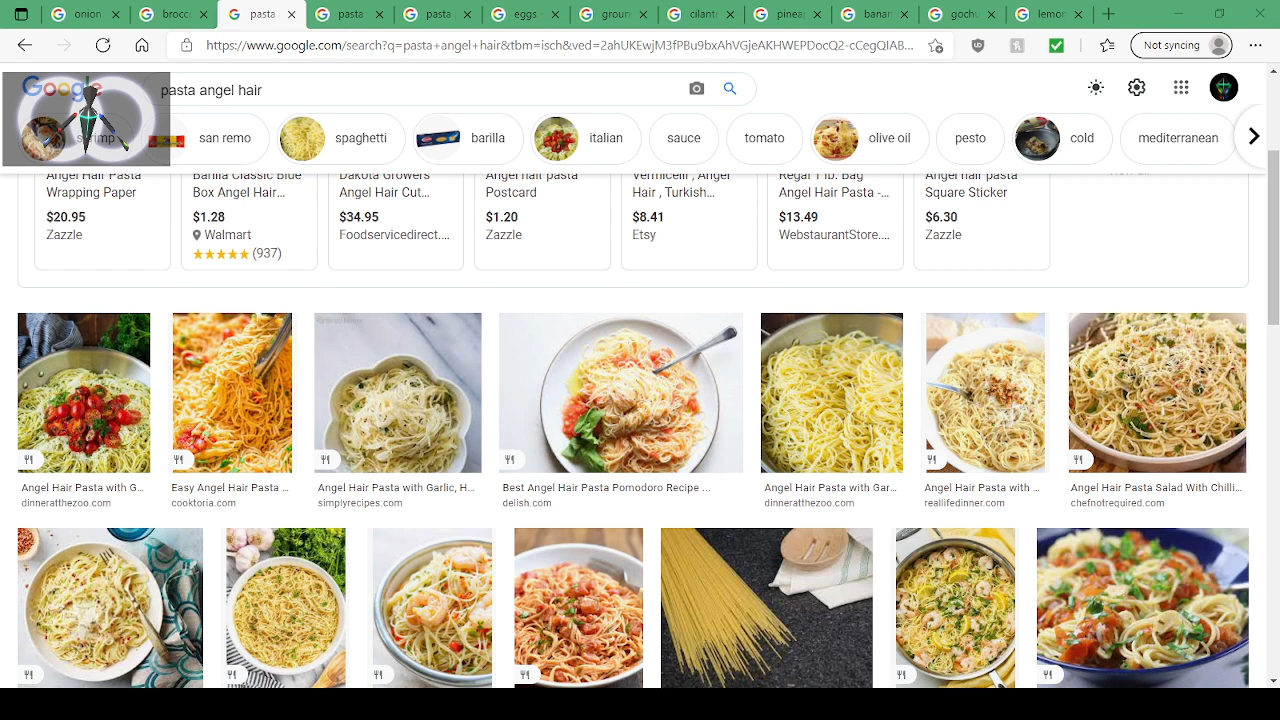 onion
brocco
pasta
pasta
pasta
eggs
groun
cilant
pineap
banan
gochu
lemon
https://www.google.com/search?q=pasta+angel+hair&tbm=isch&ved=2ahUKEwjM3fPBu9bxAhVGjeAKHWEPDocQ2-cCegQIAB...
Not syncing
Google
pasta angel hair
shrimp
san remo
spaghetti
barilla
italian
sauce
tomato
olive oil
pesto
cold
mediterranean
Angel Hair Pasta
Wrapping Paper
$20.95
Zazzle
Barilla Classic Blue
Box Angel Hair...
$1.28
Walmart
(937)
Dakota Growers
Angel Hair Cut...
$34.95
Foodservicedirect....
Angel hair pasta
Postcard
$1.20
Zazzle
Vermicelli , Angel
Hair , Turkish...
$8.41
Etsy
Regal 1 lb. Bag
Angel Hair Pasta -...
$13.49
WebstaurantStore....
Angel hair pasta
Square Sticker
$6.30
Zazzle
Angel Hair Pasta with G...
dinneratthezoo.com
Easy Angel Hair Pasta ...
cooktoria.com
Angel Hair Pasta with Garlic, H...
simplyrecipes.com
Best Angel Hair Pasta Pomodoro Recipe ...
delish.com
Angel Hair Pasta with Gar...
dinneratthezoo.com
Angel Hair Pasta with ...
reallifedinner.com
Angel Hair Pasta Salad With Chilli...
chefnotrequired.com